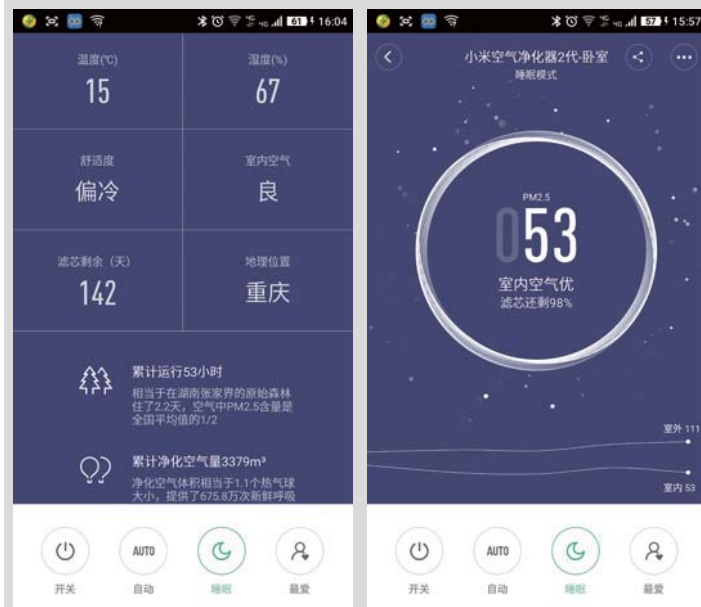 4G 61 16:04
温度(℃)
湿度(%)
15
67
舒适度
室内空气
偏冷
良
滤芯剩余（天）
地理位置
142
重庆
累计运行53小时
相当于在湖南张家界的原始森林
住了2.2天，空气中PM2.5含量是
全国平均值的1/2
累计净化空气量3379m³
净化空气体积相当于1.1个热气球
大小，提供了675.8万次新鲜呼吸
AUTO
开关
自动
睡眠
最爱
4G 57 15:57
小米空气净化器2代-卧室
睡眠模式
PM2.5
053
室内空气优
滤芯还剩98%
室外 111
室内 53
AUTO
开关
自动
睡眠
最爱